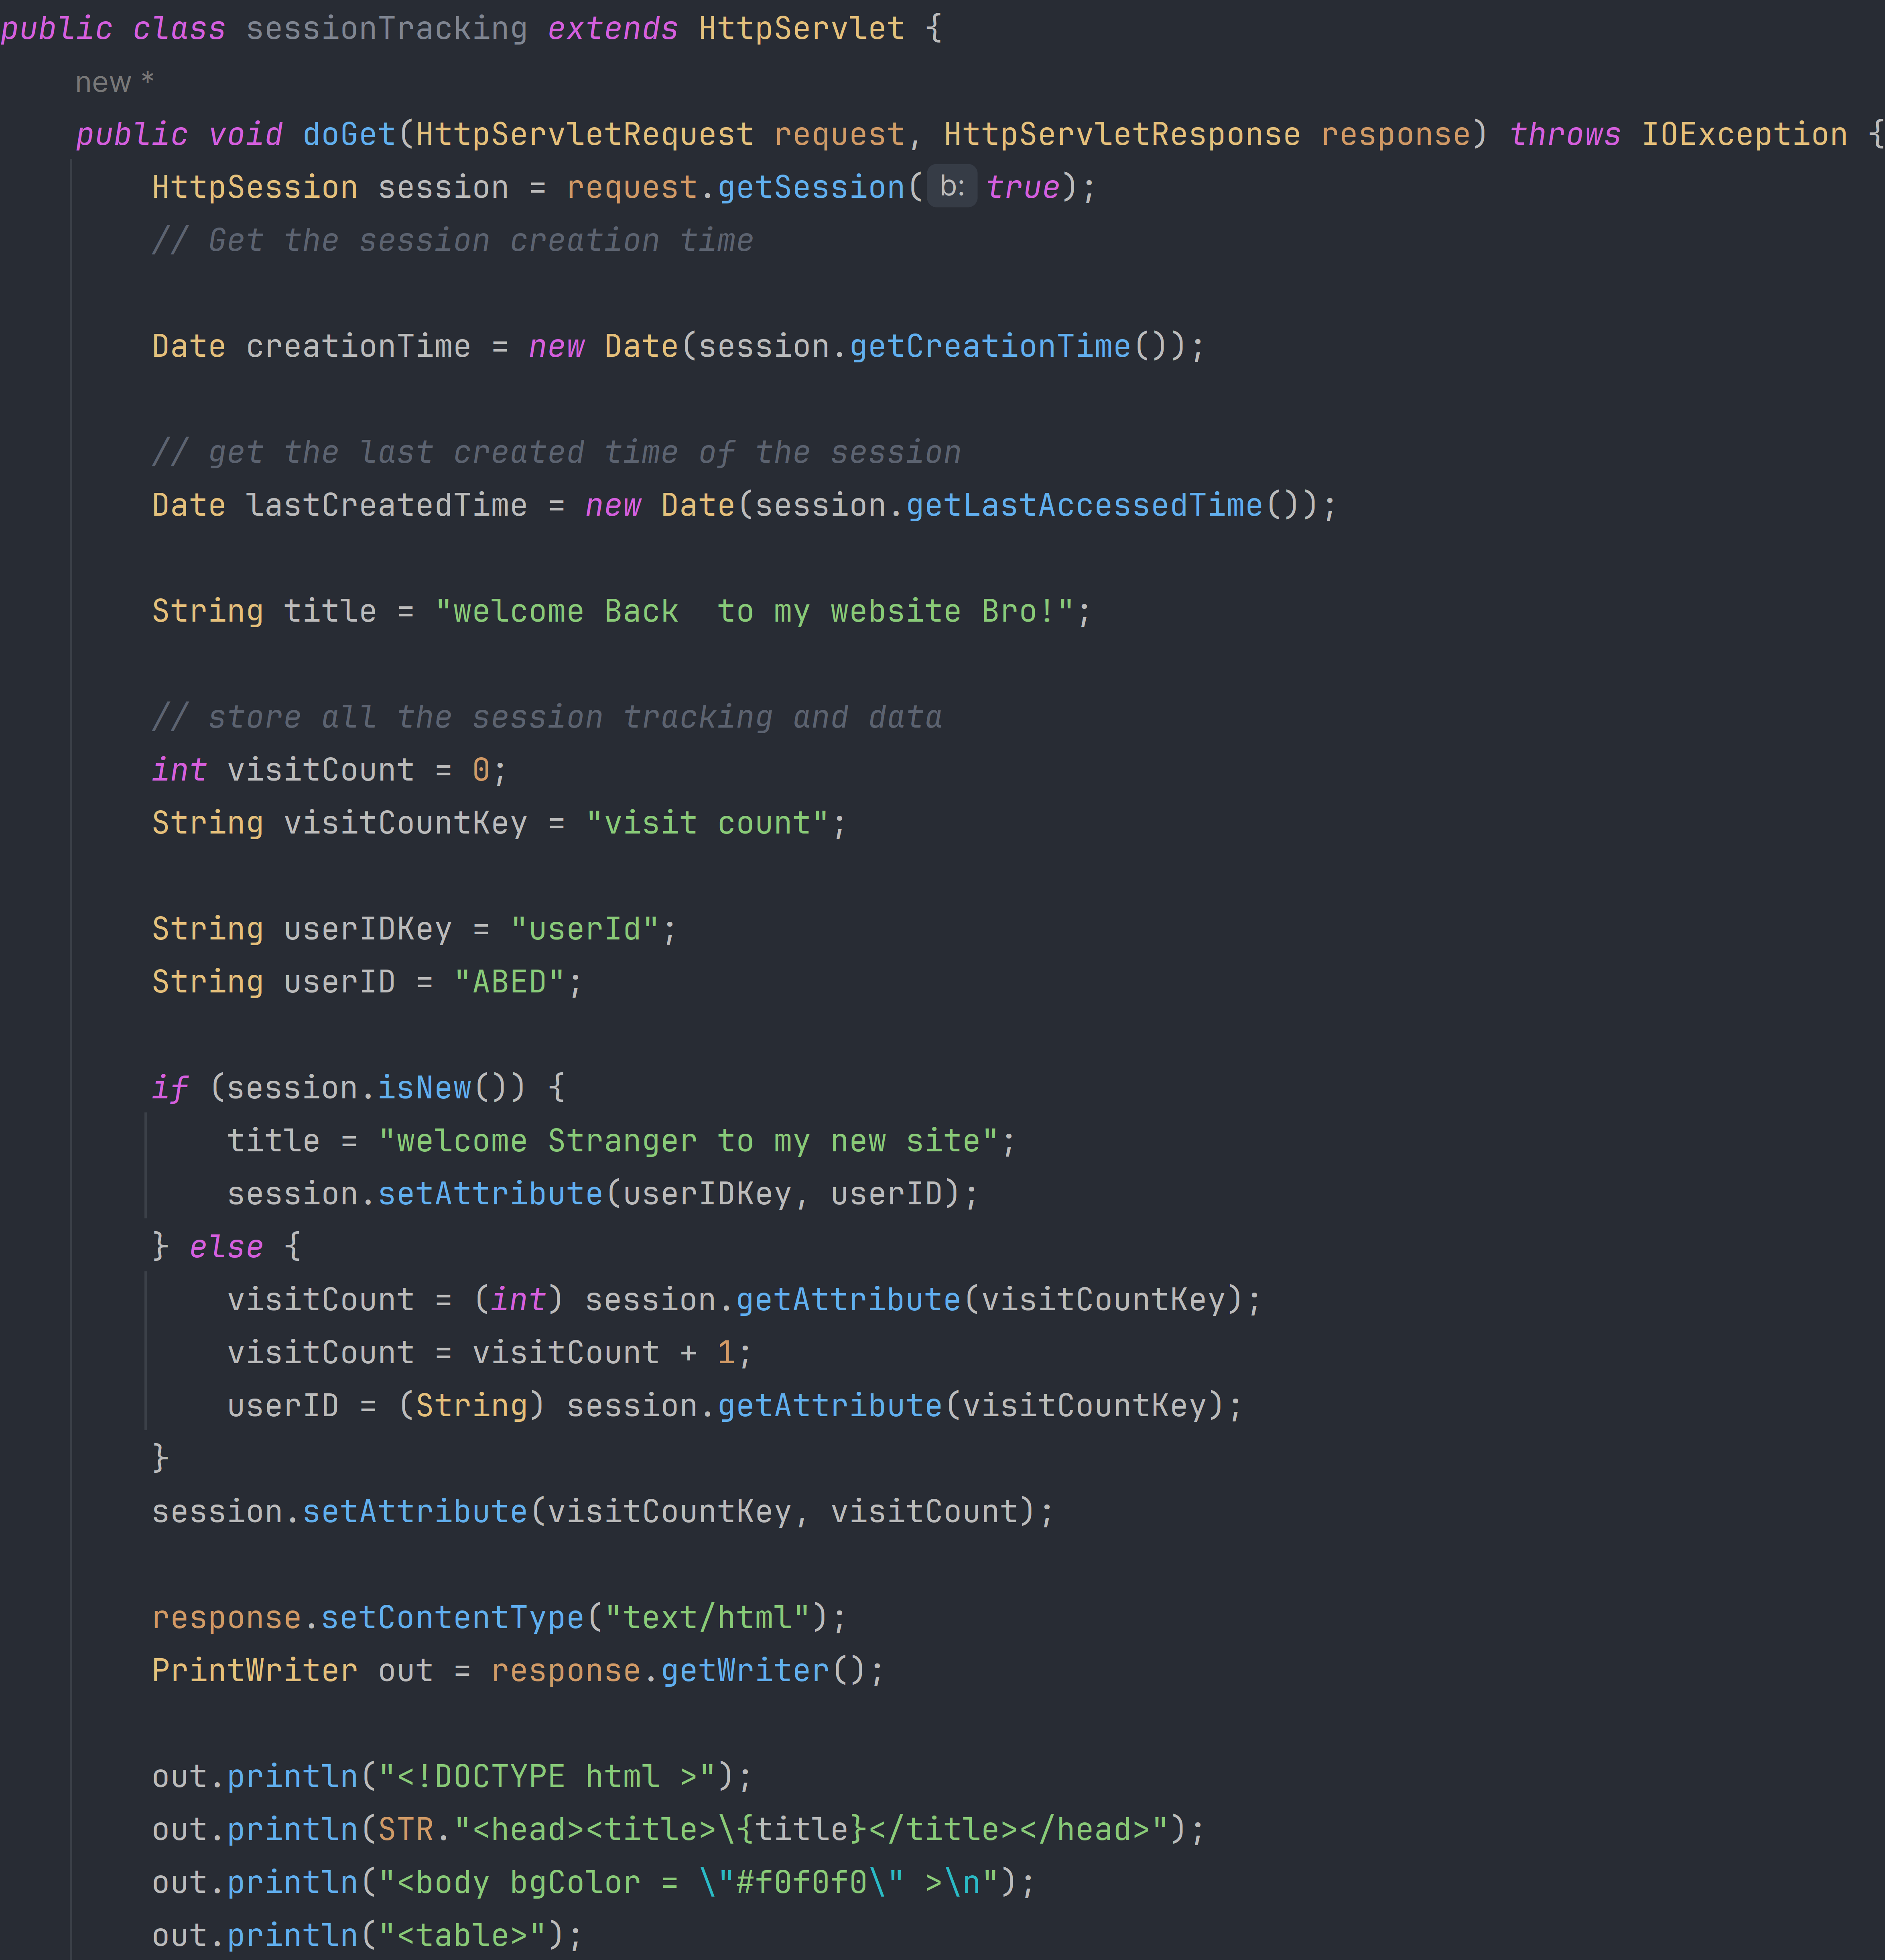 public class sessionTracking extends HttpServlet {
new *
public void doGet(HttpServletRequest request, HttpServletResponse response) throws IOException {
HttpSession session = request.getSession( b: true);
// Get the session creation time
Date creationTime = new Date(session.getCreationTime());
// get the last created time of the session
Date lastCreatedTime = new Date(session.getLastAccessedTime());
String title = "welcome Back  to my website Bro!";
// store all the session tracking and data
int visitCount = 0;
String visitCountKey = "visit count";
String userIDKey = "userId";
String userID = "ABED";
if (session.isNew()) {
title = "welcome Stranger to my new site";
session.setAttribute(userIDKey, userID);
} else {
visitCount = (int) session.getAttribute(visitCountKey);
visitCount = visitCount + 1;
userID = (String) session.getAttribute(visitCountKey);
}
session.setAttribute(visitCountKey, visitCount);
response.setContentType("text/html");
PrintWriter out = response.getWriter();
out.println("<!DOCTYPE html >");
out.println(STR."<head><title>\{title}</title></head>");
out.println("<body bgColor = \"#f0f0f0\" >\n");
out.println("<table>");